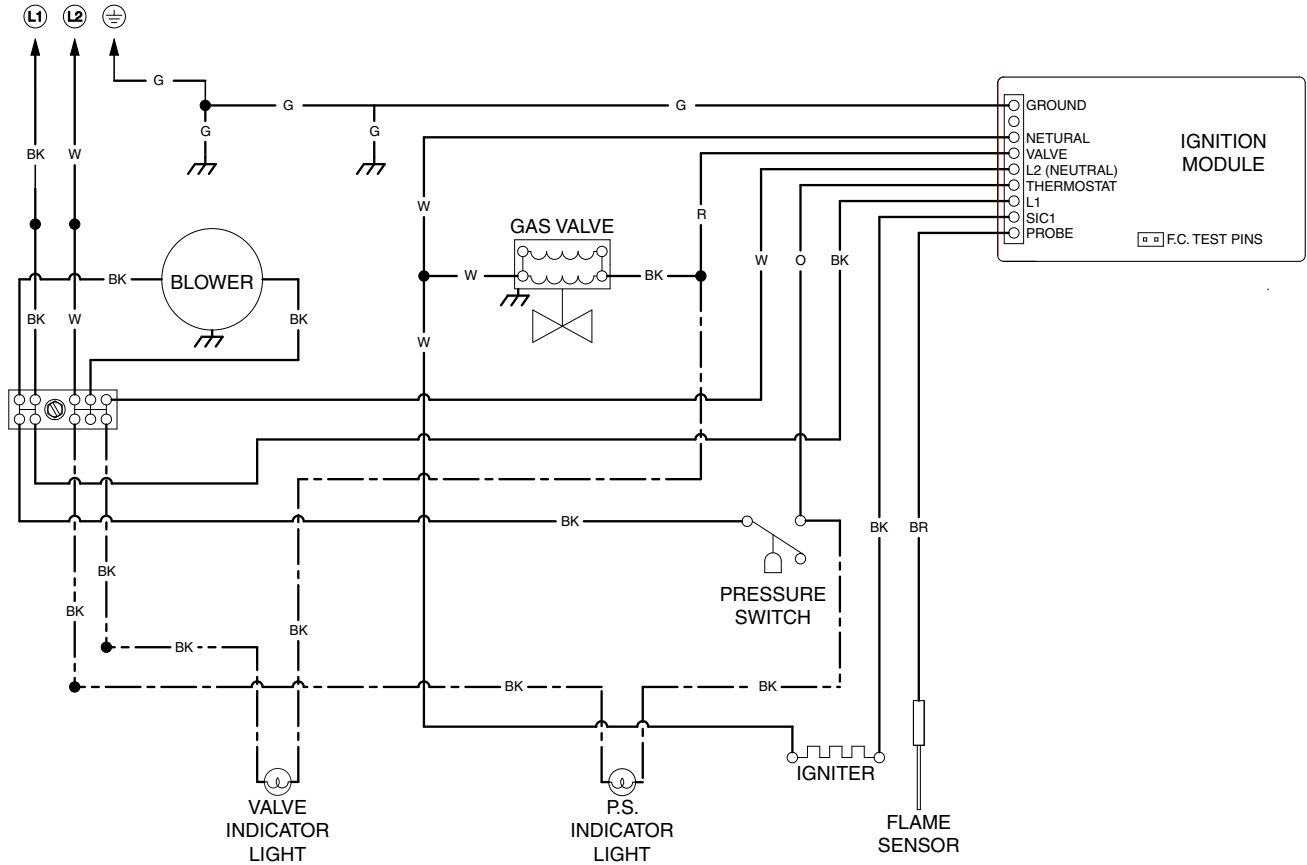 L1 L2
G
G G
G G
BK W
IGNITION
MODULE
GROUND
NETURAL
VALVE
L2 (NEUTRAL)
THERMOSTAT
L1
SIC1
PROBE
F.C. TEST PINS
W R
GAS VALVE
W BK
W O BK
BK BLOWER
BK W BK
W
BK
BK BR
PRESSURE
SWITCH
BK
BK
BK
BK
BK BK
IGNITER
VALVE
INDICATOR
LIGHT
P.S.
INDICATOR
LIGHT
FLAME
SENSOR